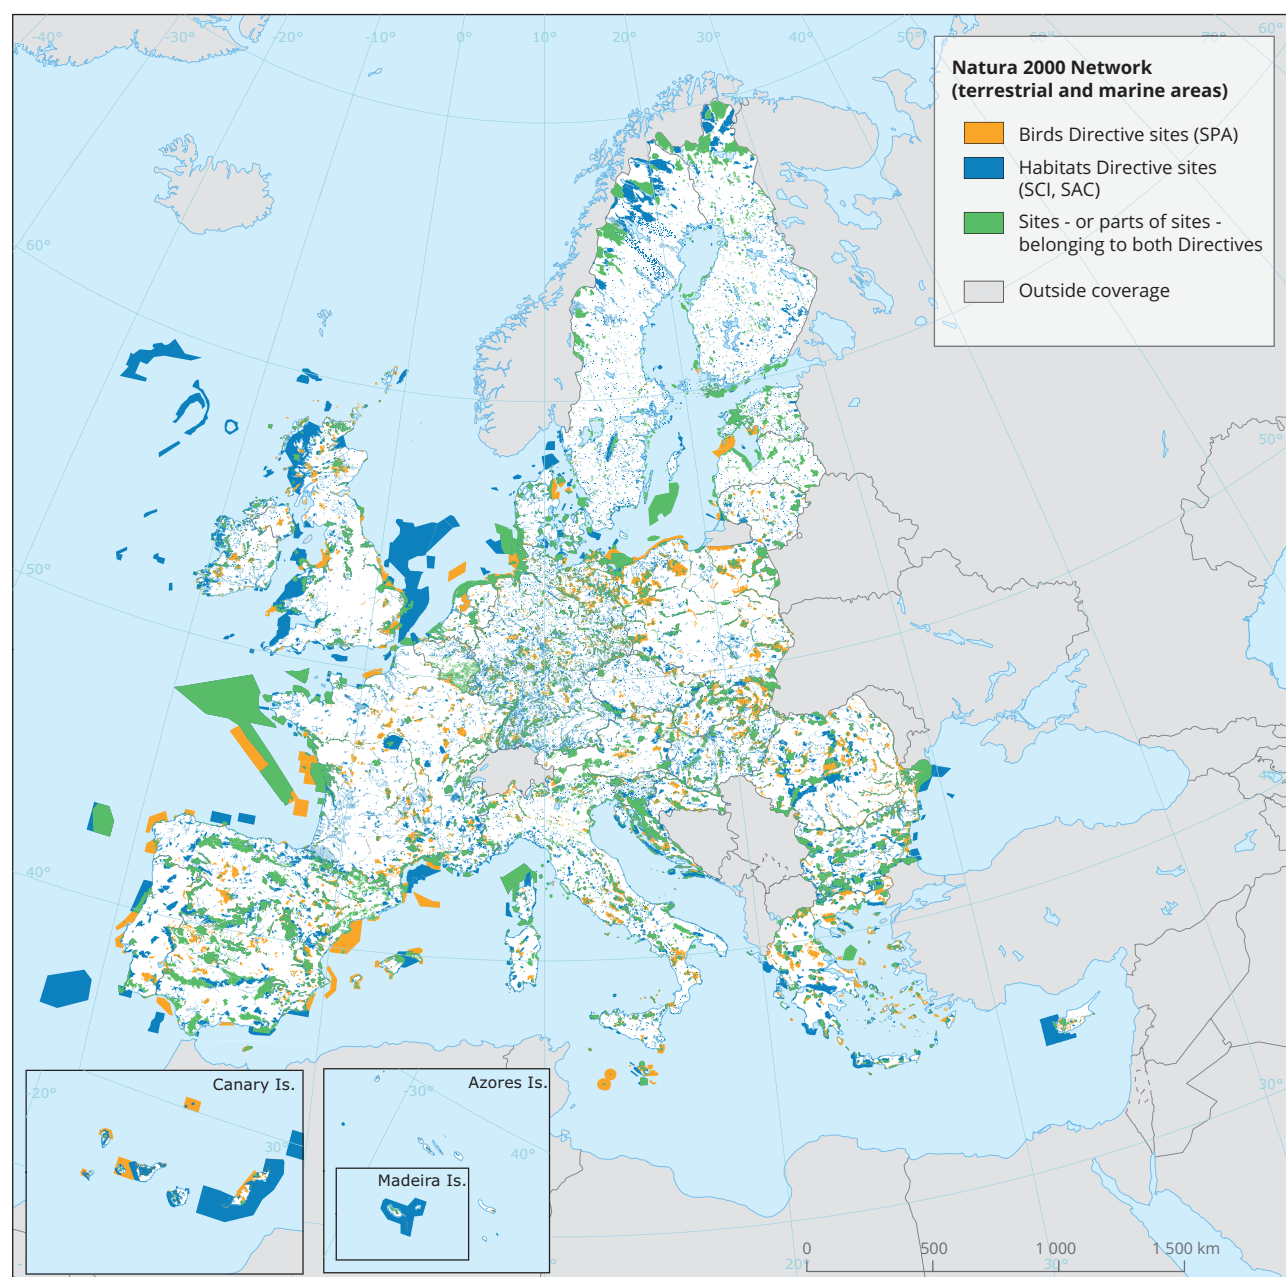 -40°
-30°
-20°
-10°
0°
10°
20°
30°
40°
50°
60°
70°
60°
Natura 2000 Network
(terrestrial and marine areas)
Birds Directive sites (SPA)
Habitats Directive sites
(SCI, SAC)
Sites - or parts of sites -
belonging to both Directives
Outside coverage
60°
50°
50°
40°
40°
30°
Canary Is.
-20°
30°
Azores Is.
-30°
40°
Madeira Is.
0
500
1 000
1 500 km
20°
30°